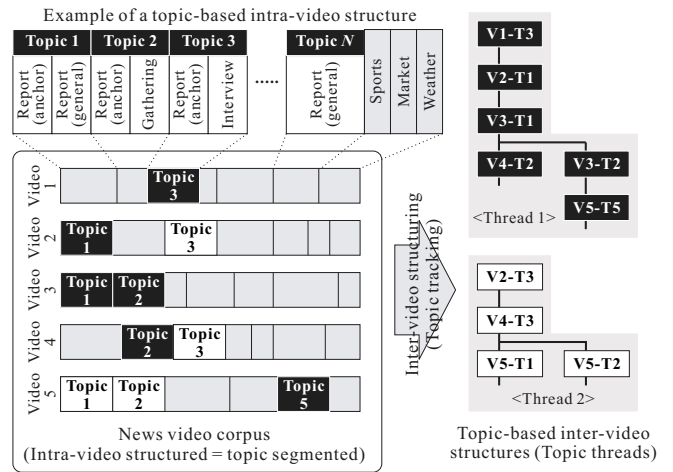 Example of a topic-based intra-video structure
Topic 1
Topic 2
Topic 3
Topic N
Report
(anchor)
Report
(general)
Report
(anchor)
Gathering
Report
(anchor)
Interview
.....
Report
(general)
Sports
Market
Weather
Video
1
Topic
3
Video
2
Topic
1
Topic
3
Video
3
Topic
1
Topic
2
Video
4
Topic
2
Topic
3
Video
5
Topic
1
Topic
2
Topic
5
News video corpus
(Intra-video structured = topic segmented)
Inter-video structuring
(Topic tracking)
V1-T3
V2-T1
V3-T1
V4-T2
V3-T2
V5-T5
<Thread 1>
V2-T3
V4-T3
V5-T1
V5-T2
<Thread 2>
Topic-based inter-video
structures (Topic threads)